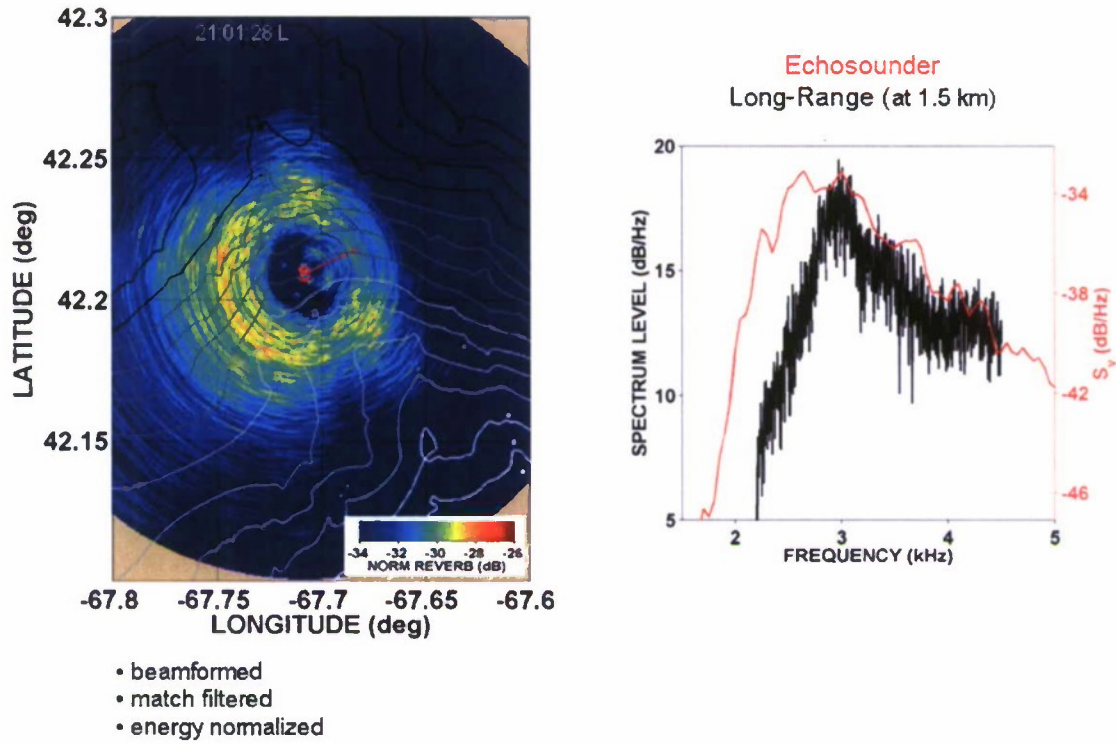 21:01:28 L
42.3
42.25
42.2
42.15
LATITUDE (deg)
-67.8
-67.75
-67.7
-67.65
-67.6
LONGITUDE (deg)
-34
-32
-30
-28
-26
NORM REVERB (dB)
• beamformed
• match filtered
• energy normalized
Echosounder
Long-Range (at 1.5 km)
20
15
10
5
SPECTRUM LEVEL (dB/Hz)
2
3
4
5
FREQUENCY (kHz)
-34
-38
-42
-46
Sv (dB/Hz)